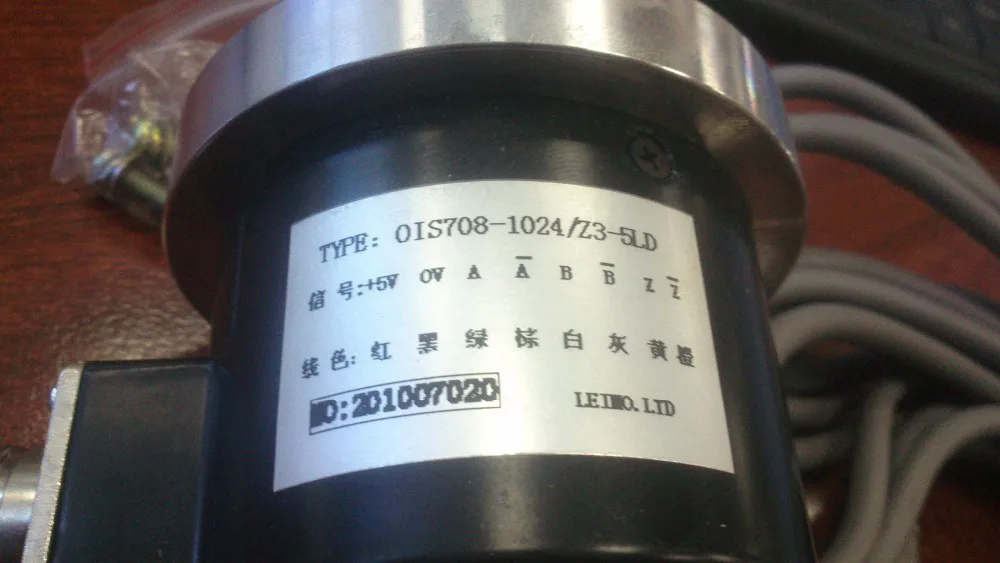 TYPE: OIS708-1024/Z3-5LD
信号:+5V 0V A A̅ B B̅ Z Z̅
线色: 红 黑 绿 棕 白 灰 黄 橙
NO:201007020
LEIMO.LTD